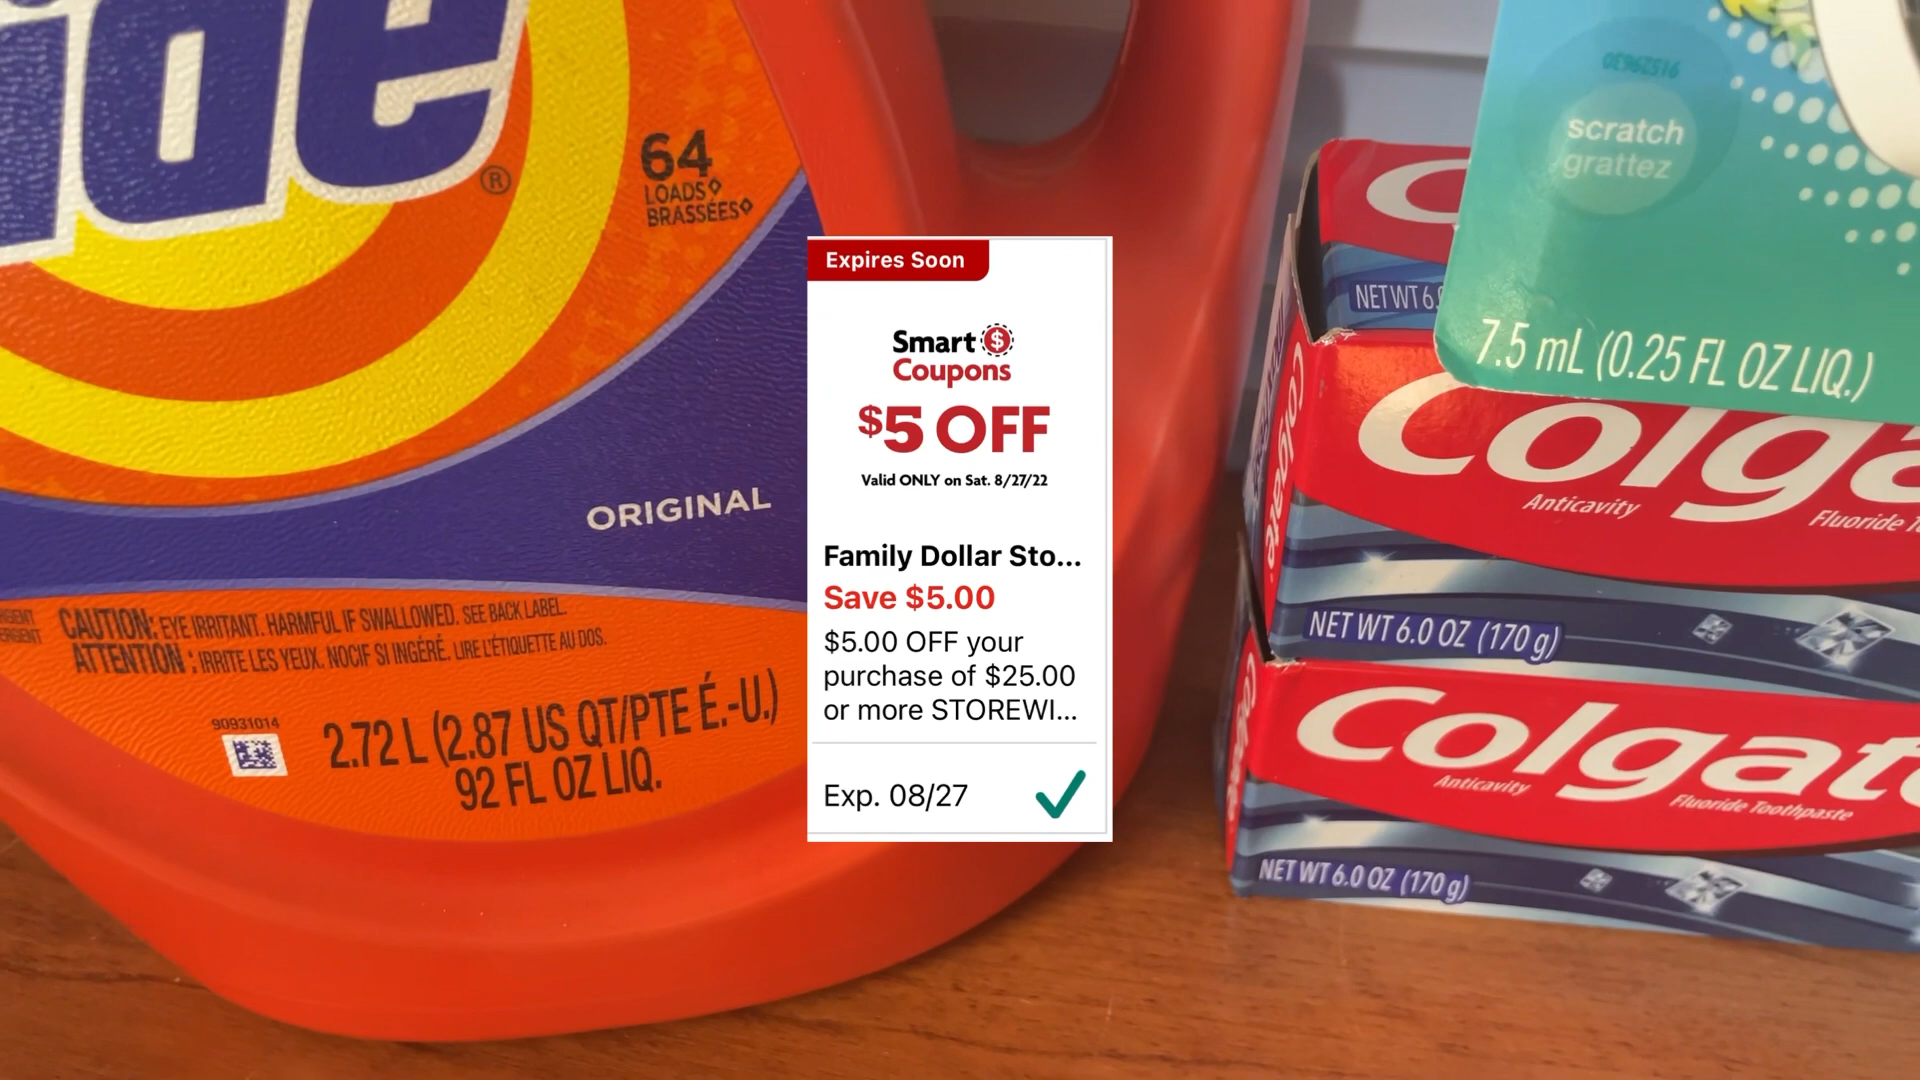 ide
®
64
LOADS◊
BRASSÉES◊
ORIGINAL
CAUTION: EYE IRRITANT. HARMFUL IF SWALLOWED. SEE BACK LABEL.
ATTENTION : IRRITE LES YEUX. NOCIF SI INGÉRÉ. LIRE L'ÉTIQUETTE AU DOS.
90931014
2.72 L (2.87 US QT/PTE É.-U.)
92 FL OZ LIQ.
Expires Soon
Smart $
Coupons
$5 OFF
Valid ONLY on Sat. 8/27/22
Family Dollar Sto...
Save $5.00
$5.00 OFF your
purchase of $25.00
or more STOREWI...
Exp. 08/27
scratch
grattez
7.5 mL (0.25 FL OZ LIQ.)
C
NET WT 6.0
Colgate
Colga
Anticavity
Fluoride T
NET WT 6.0 OZ (170 g)
Colgate
Colgat
Anticavity
Fluoride Toothpaste
NET WT 6.0 OZ (170 g)